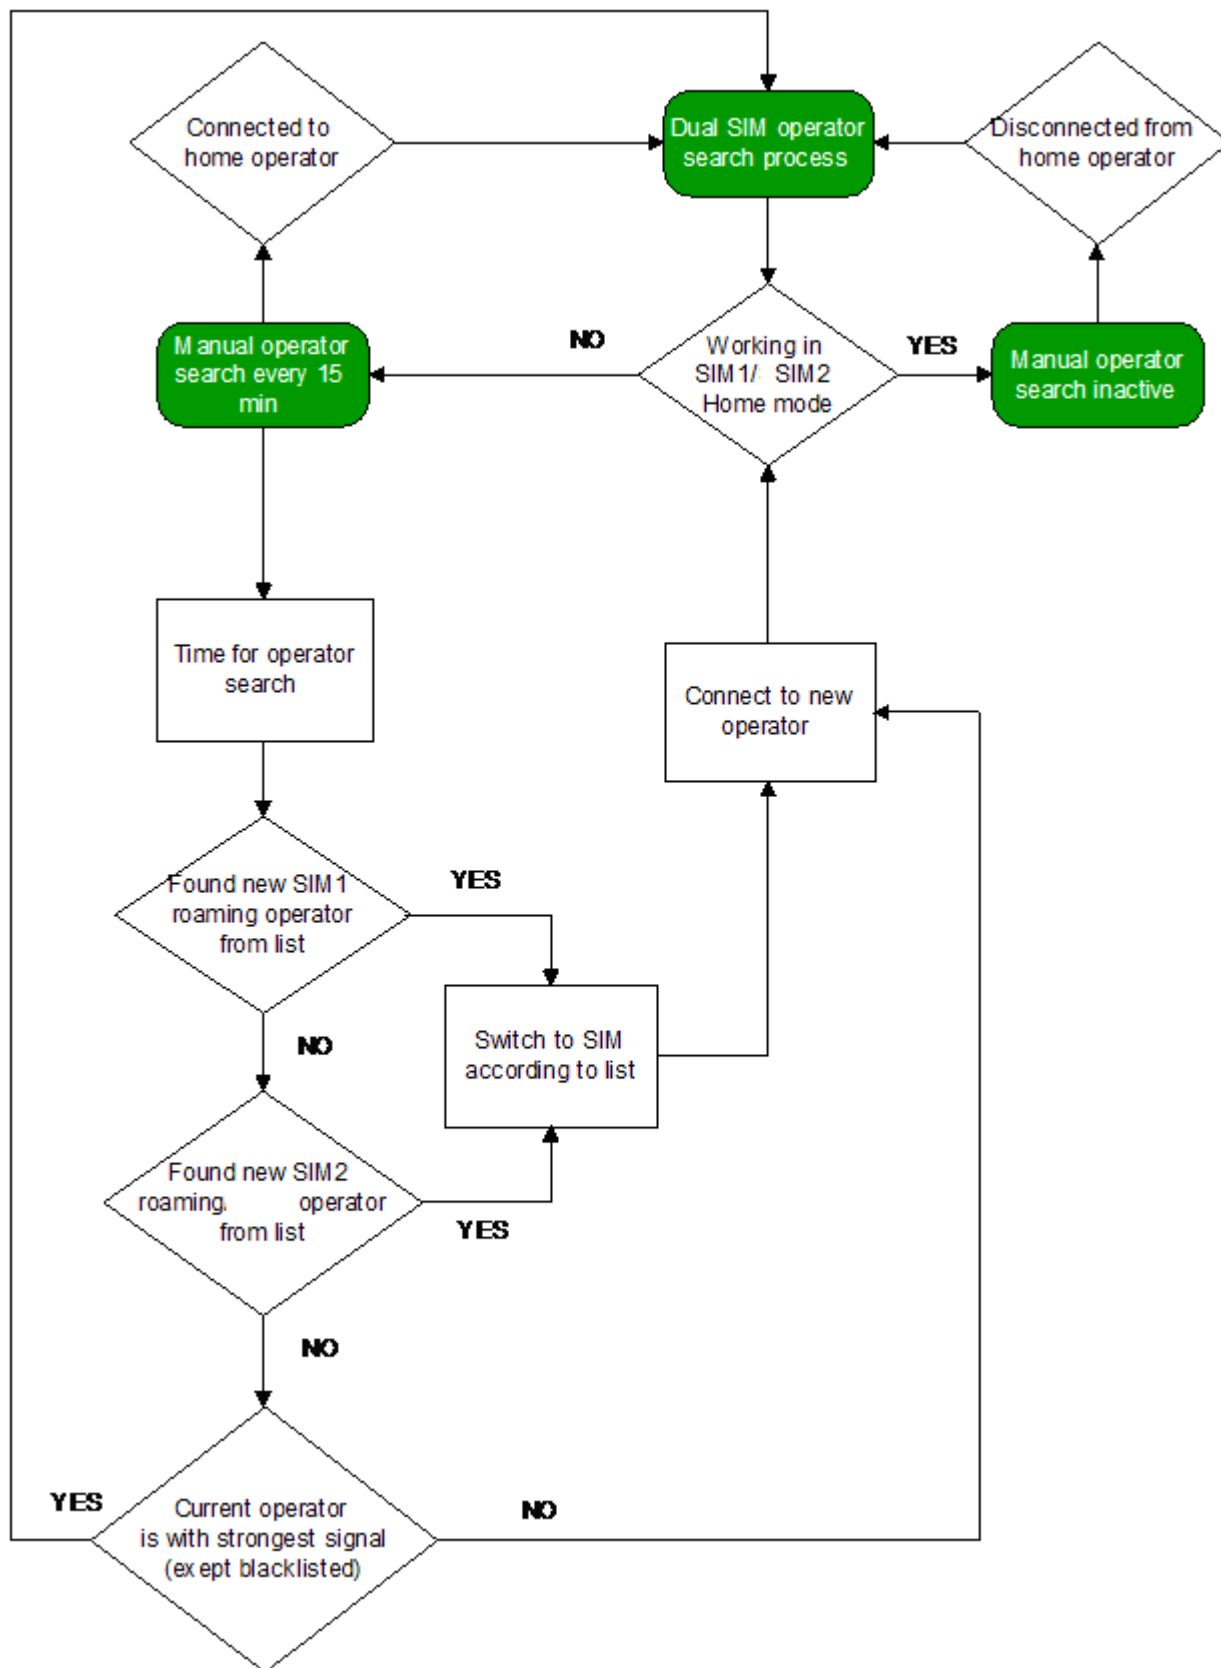 Connected to
home operator
Dual SIM operator
search process
Disconnected from
home operator
Manual operator
search every 15
min
NO
Working in
SIM1/ SIM2
Home mode
YES
Manual operator
search inactive
Time for operator
search
Connect to new
operator
Found new SIM1
roaming operator
from list
YES
NO
Switch to SIM
according to list
Found new SIM2
roaming operator
from list
YES
NO
YES
Current operator
is with strongest signal
(exept blacklisted)
NO